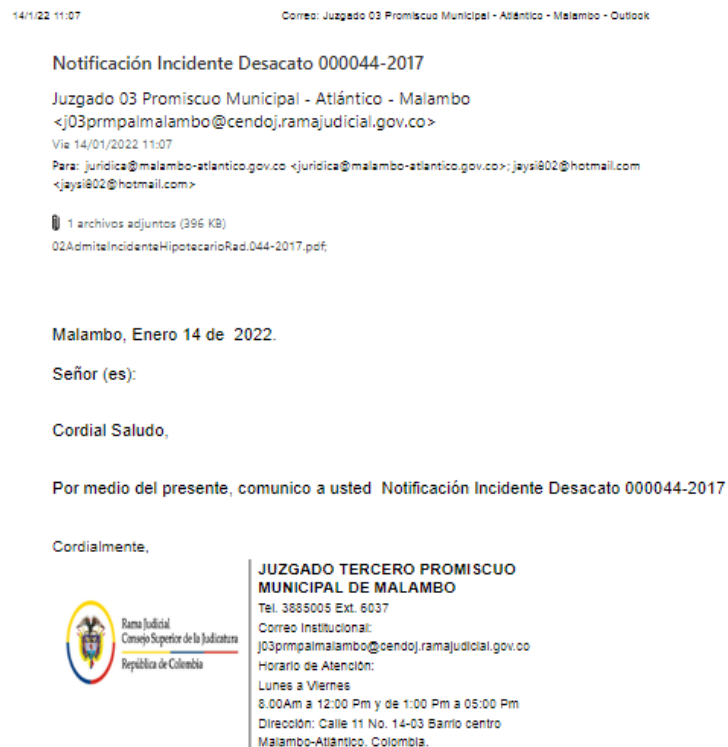 14/1/22 11:07
Correo: Juzgado 03 Promiscuo Municipal - Atlántico - Malambo - Outlook
Notificación Incidente Desacato 000044-2017
Juzgado 03 Promiscuo Municipal - Atlántico - Malambo
<j03prmpalmalambo@cendoj.ramajudicial.gov.co>
Vie 14/01/2022 11:07
Para: juridica@malambo-atlantico.gov.co <juridica@malambo-atlantico.gov.co>; jaysi802@hotmail.com
<jaysi802@hotmail.com>
1 archivos adjuntos (396 KB)
02AdmiteIncidenteHipotecarioRad.044-2017.pdf;
Malambo, Enero 14 de 2022.
Señor (es):
Cordial Saludo,
Por medio del presente, comunico a usted Notificación Incidente Desacato 000044-2017
Cordialmente,
Rama Judicial
Consejo Superior de la Judicatura
República de Colombia
JUZGADO TERCERO PROMISCUO
MUNICIPAL DE MALAMBO
Tel. 3885005 Ext. 6037
Correo Institucional:
j03prmpalmalambo@cendoj.ramajudicial.gov.co
Horario de Atención:
Lunes a Viernes
8.00Am a 12:00 Pm y de 1:00 Pm a 05:00 Pm
Dirección: Calle 11 No. 14-03 Barrio centro
Malambo-Atlántico. Colombia.